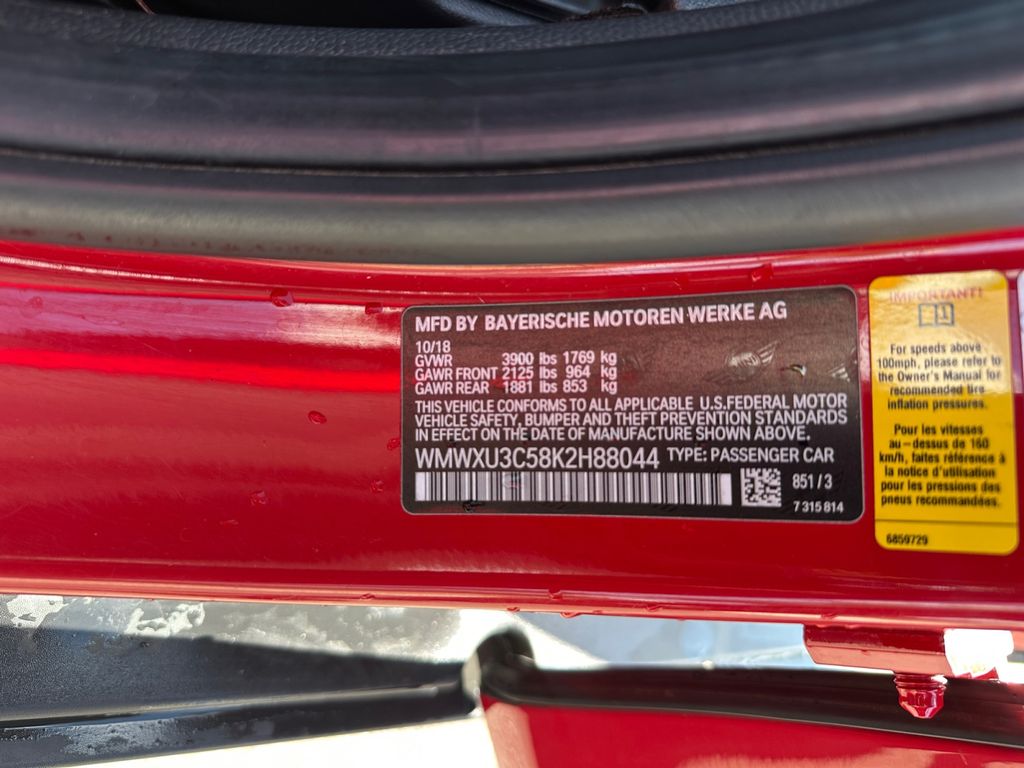 MFD BY BAYERISCHE MOTOREN WERKE AG
10/18
GVWR 3900 lbs 1769 kg
GAWR FRONT 2125 lbs 964 kg
GAWR REAR 1881 lbs 853 kg
THIS VEHICLE CONFORMS TO ALL APPLICABLE U.S.FEDERAL MOTOR
VEHICLE SAFETY, BUMPER AND THEFT PREVENTION STANDARDS
IN EFFECT ON THE DATE OF MANUFACTURE SHOWN ABOVE.
WMWXU3C58K2H88044 TYPE: PASSENGER CAR
851/3
7 315 814
IMPORTANT!
For speeds above
100mph, please refer to
the Owner's Manual for
recommended tire
inflation pressures.
Pour les vitesses
au-dessus de 160
km/h, faites référence à
la notice d'utilisation
pour les pressions des
pneus recommandées.
6859729